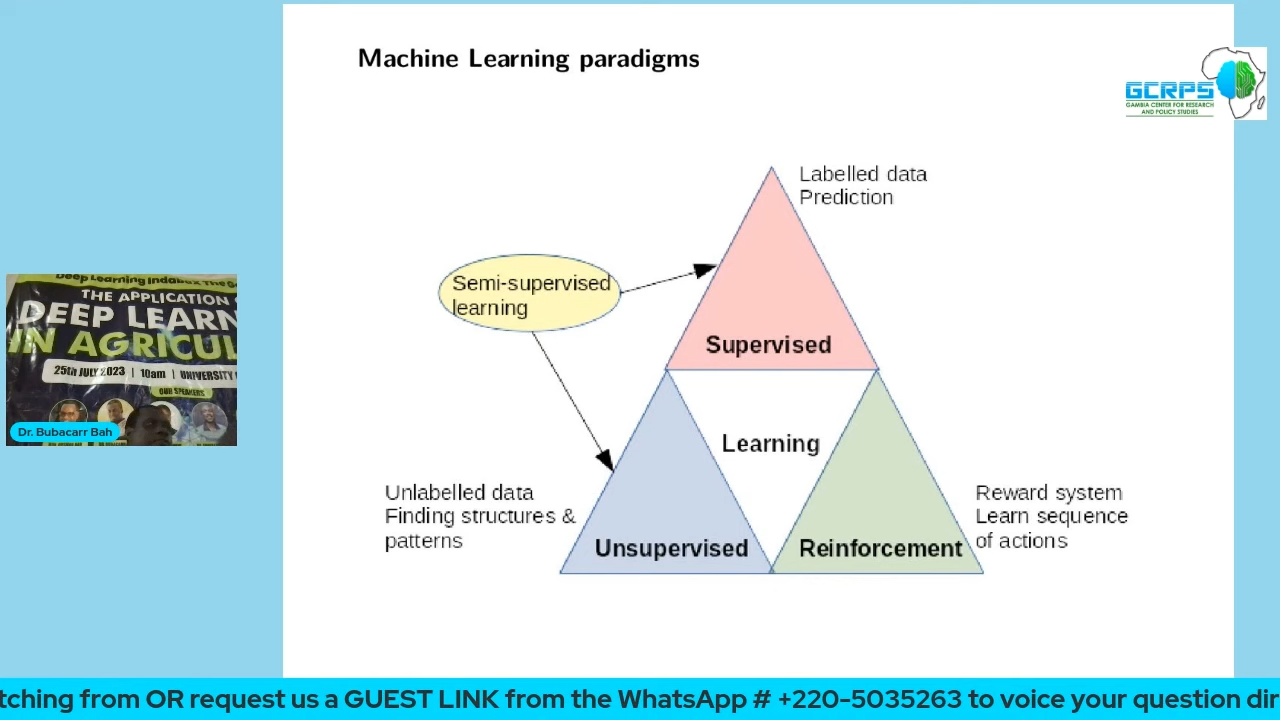 Machine Learning paradigms
GCRPS
GAMBIA CENTER FOR RESEARCH
AND POLICY STUDIES
Labelled data
Prediction
Semi-supervised
learning
Supervised
Learning
Unlabelled data
Finding structures &
patterns
Unsupervised
Reinforcement
Reward system
Learn sequence
of actions
Deep Learning Indaba
THE APPLICATION
DEEP LEARN
IN AGRICUL
25th JULY 2023 | 10am | UNIVERSITY
OUR SPEAKERS
Dr. Bubacarr Bah
tching from OR request us a GUEST LINK from the WhatsApp # +220-5035263 to voice your question dir